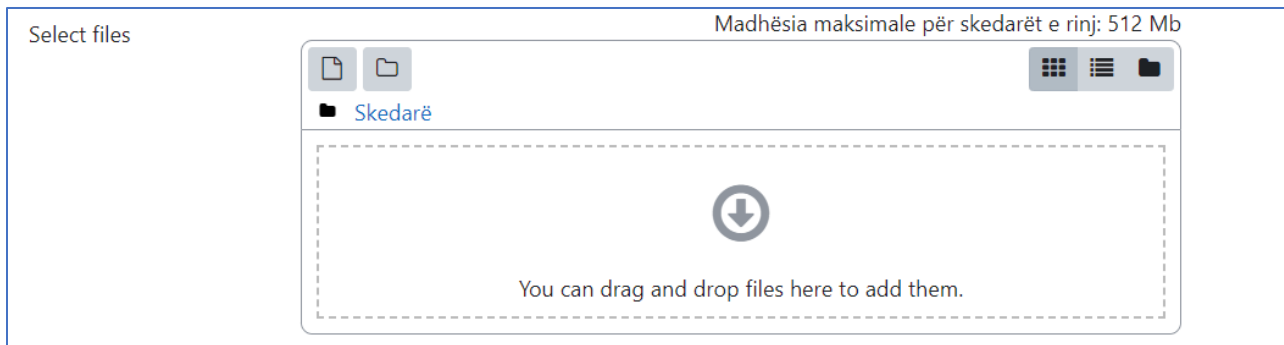 Select files
Madhësia maksimale për skedarët e rinj: 512 Mb
Skedarë
You can drag and drop files here to add them.